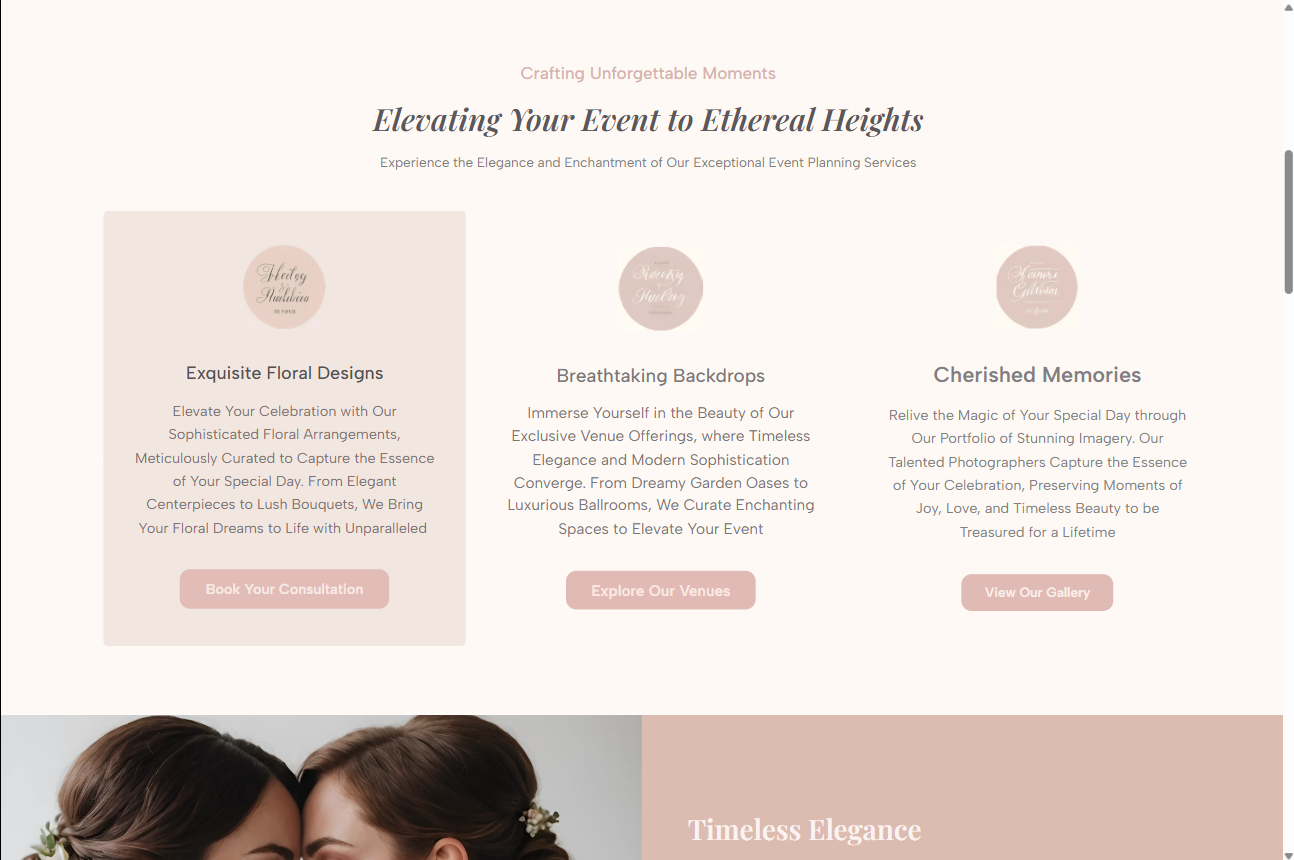 Crafting Unforgettable Moments
Elevating Your Event to Ethereal Heights
Experience the Elegance and Enchantment of Our Exceptional Event Planning Services
Exquisite Floral Designs
Elevate Your Celebration with Our
Sophisticated Floral Arrangements,
Meticulously Curated to Capture the Essence
of Your Special Day. From Elegant
Centerpieces to Lush Bouquets, We Bring
Your Floral Dreams to Life with Unparalleled
Book Your Consultation
Breathtaking Backdrops
Immerse Yourself in the Beauty of Our
Exclusive Venue Offerings, where Timeless
Elegance and Modern Sophistication
Converge. From Dreamy Garden Oases to
Luxurious Ballrooms, We Curate Enchanting
Spaces to Elevate Your Event
Explore Our Venues
Cherished Memories
Relive the Magic of Your Special Day through
Our Portfolio of Stunning Imagery. Our
Talented Photographers Capture the Essence
of Your Celebration, Preserving Moments of
Joy, Love, and Timeless Beauty to be
Treasured for a Lifetime
View Our Gallery
Timeless Elegance